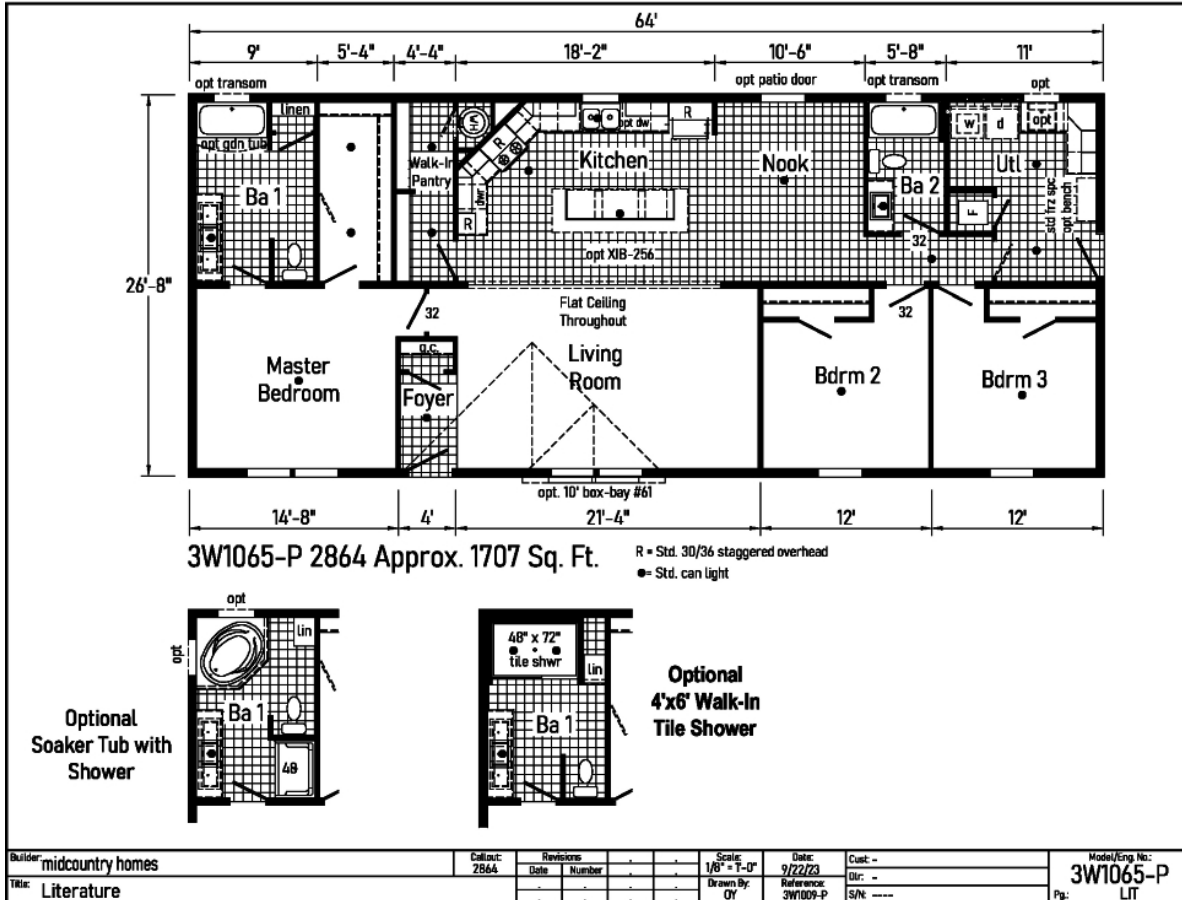 64'
9'
5'-4"
4'-4"
18'-2"
10'-6"
5'-8"
11'
opt transom
opt patio door
opt transom
opt
linen
opt gdn tub
Ba 1
Walk-In
Pantry
WH
R
dwr
R
opt dw
R
Kitchen
Nook
opt XIB-256
Ba 2
w
d
opt
Utl
F
std frz spc
opt bench
32
26'-8"
32
g.c.
Flat Ceiling
Throughout
32
Master
Bedroom
Foyer
Living
Room
Bdrm 2
Bdrm 3
opt. 10' box-bay #61
14'-8"
4'
21'-4"
12'
12'
3W1065-P 2864 Approx. 1707 Sq. Ft.
R = Std. 30/36 staggered overhead
●= Std. can light
opt
opt
lin
Ba 1
48
Optional
Soaker Tub with
Shower
48" x 72"
tile shwr
lin
Ba 1
Optional
4'x6' Walk-In
Tile Shower
Builder: midcountry homes
Title: Literature
Callout:
2864
Revisions
Date Number
Scale:
1/8" = 1'-0"
Drawn By:
OY
Date:
9/22/23
Reference:
3W1009-P
Cust: -
Dlr: -
S/N: ----
Model/Eng. No.:
3W1065-P
Pg.: LIT